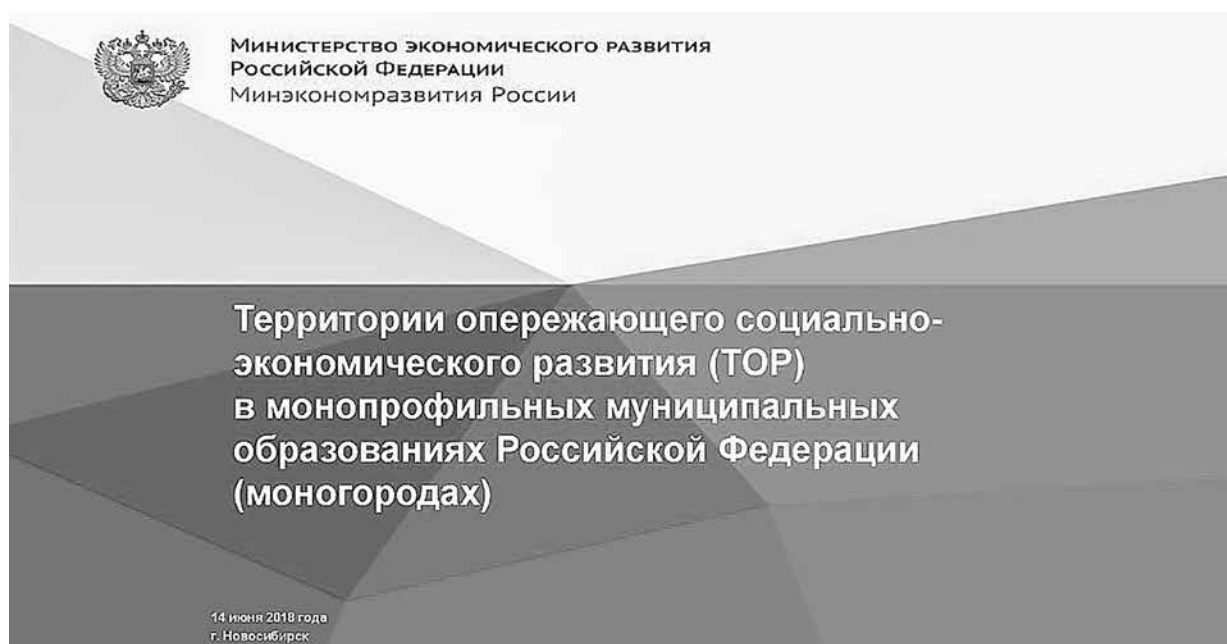 Министерство экономического развития
Российской Федерации
Минэкономразвития России
Территории опережающего социально-
экономического развития (ТОР)
в монопрофильных муниципальных
образованиях Российской Федерации
(моногородах)
14 июня 2018 года
г. Новосибирск